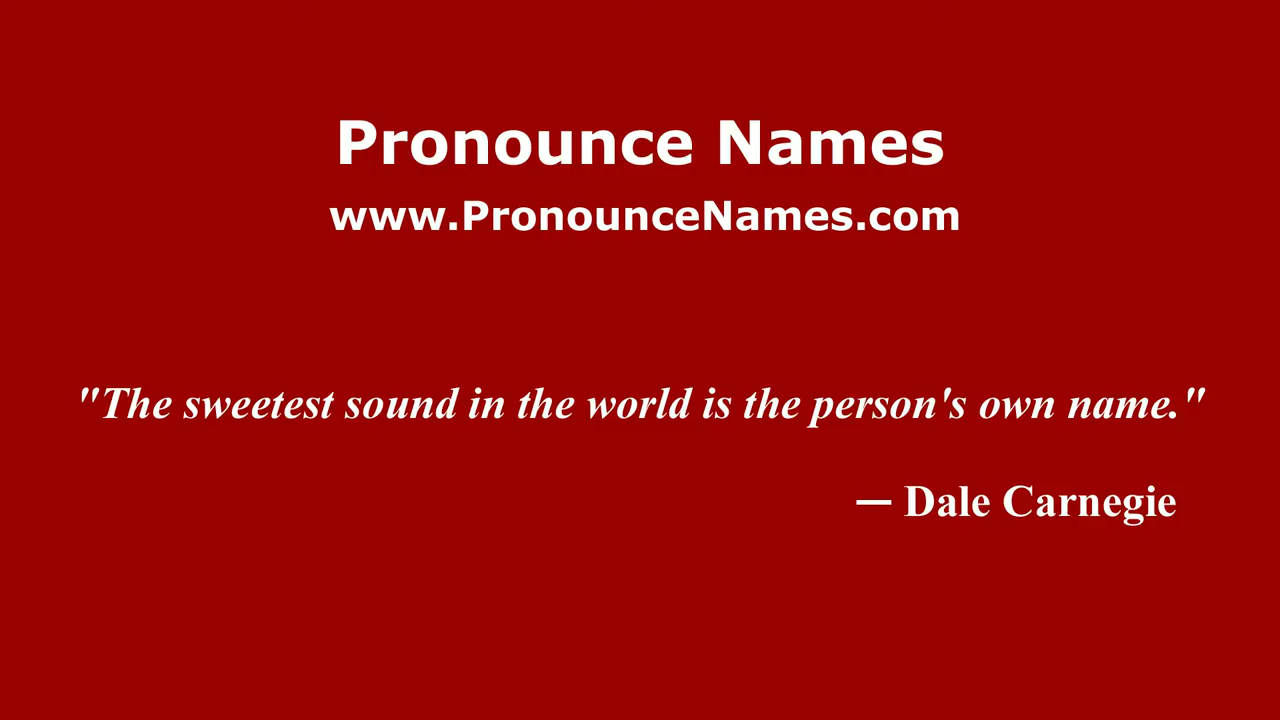 Pronounce Names
www.PronounceNames.com
"The sweetest sound in the world is the person's own name."
— Dale Carnegie